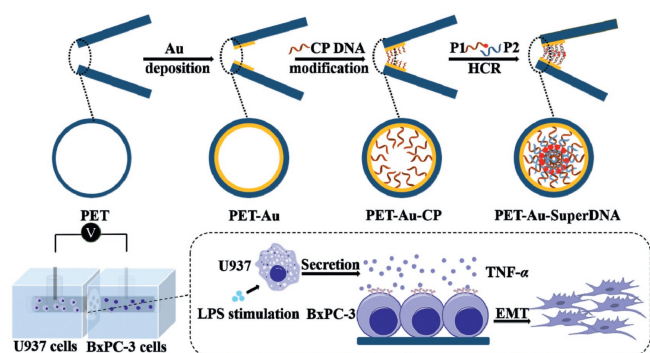 Au
deposition
CP DNA
modification
P1 P2
HCR
PET
PET-Au
PET-Au-CP
PET-Au-SuperDNA
V
U937 cells
BxPC-3 cells
U937
Secretion
TNF-α
LPS stimulation
BxPC-3
EMT